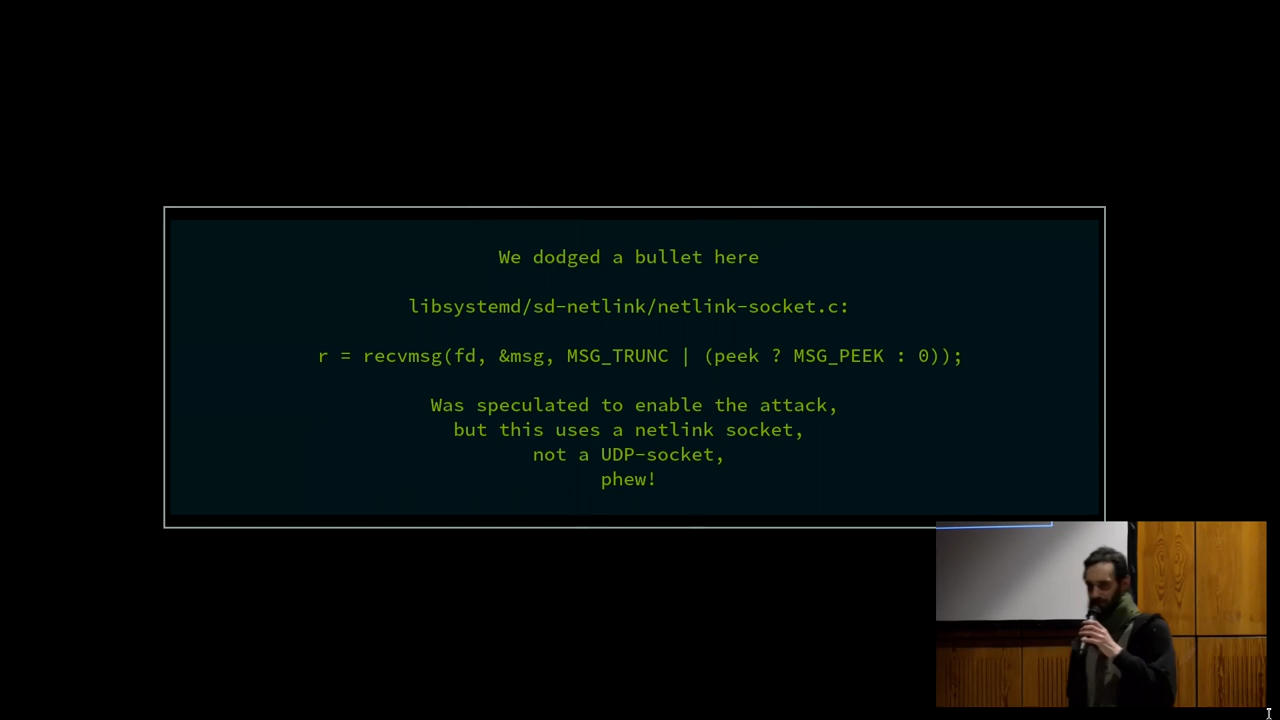 We dodged a bullet here
libsystemd/sd-netlink/netlink-socket.c:
r = recvmsg(fd, &msg, MSG_TRUNC | (peek ? MSG_PEEK : 0));
Was speculated to enable the attack,
but this uses a netlink socket,
not a UDP-socket,
phew!